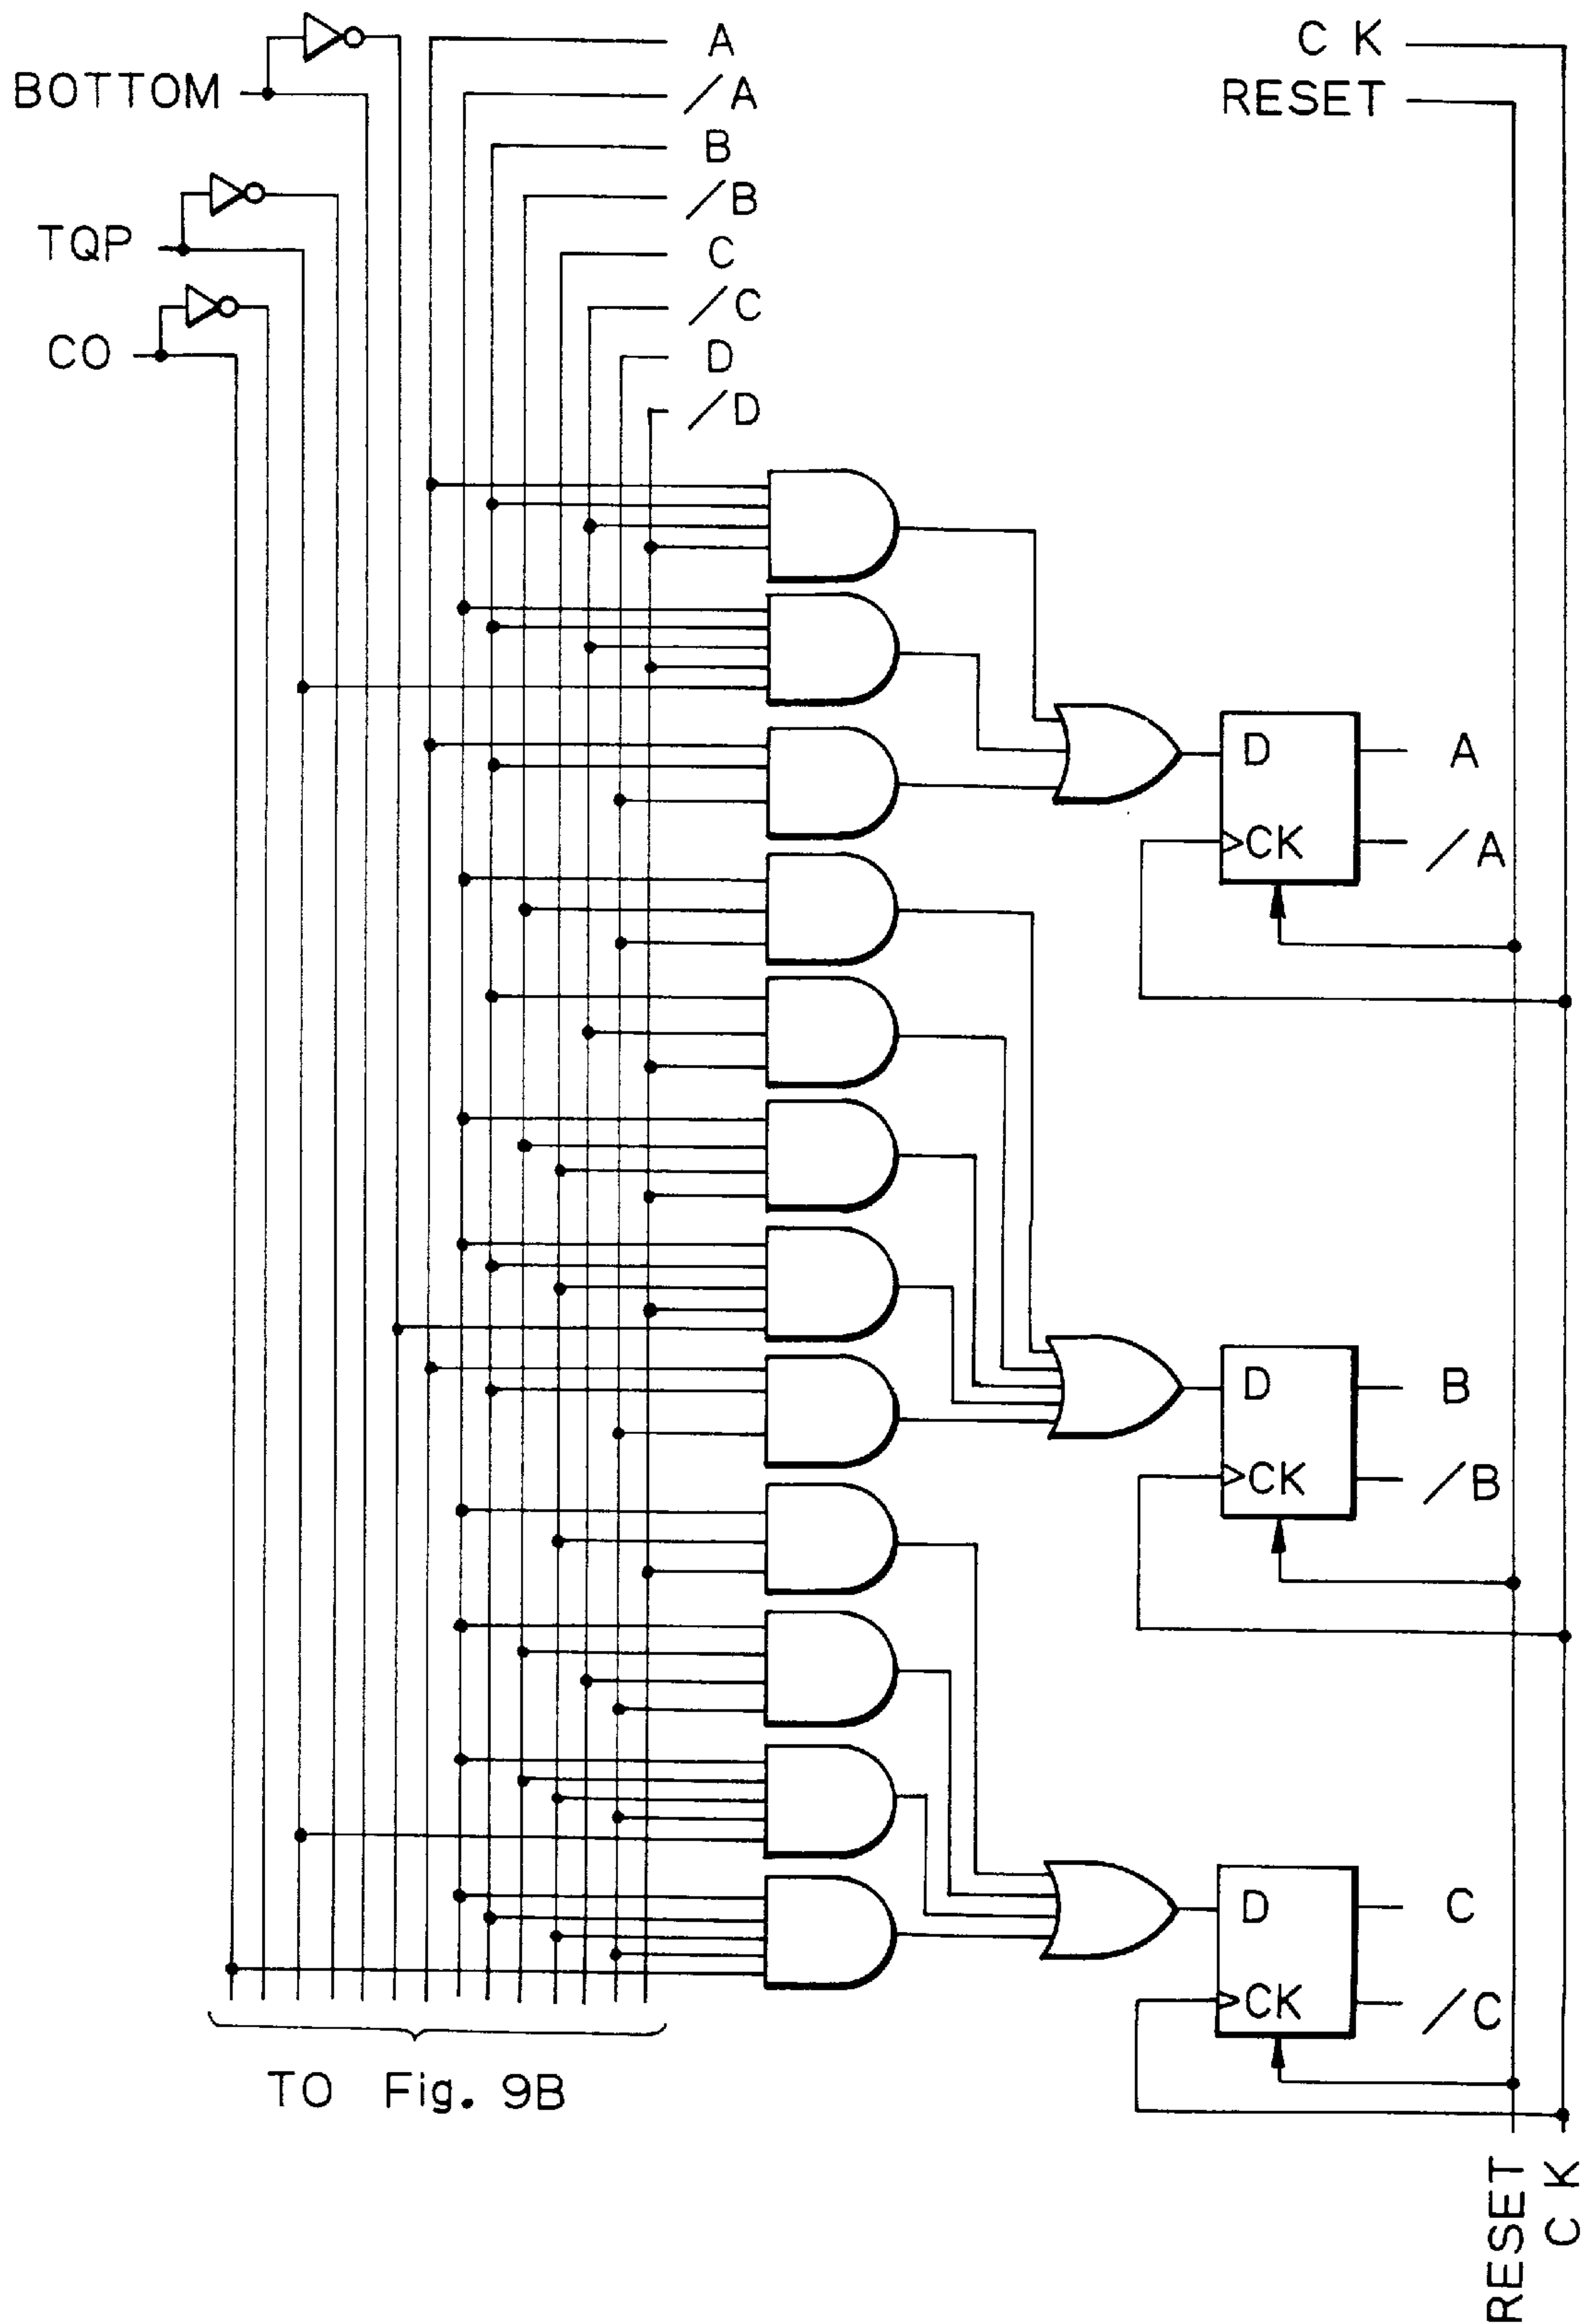 BOTTOM
TQP
CO
A
/A
B
/B
C
/C
D
/D
C K
RESET
D
CK
A
/A
D
CK
B
/B
D
CK
C
/C
TO Fig. 9B
RESET
C K